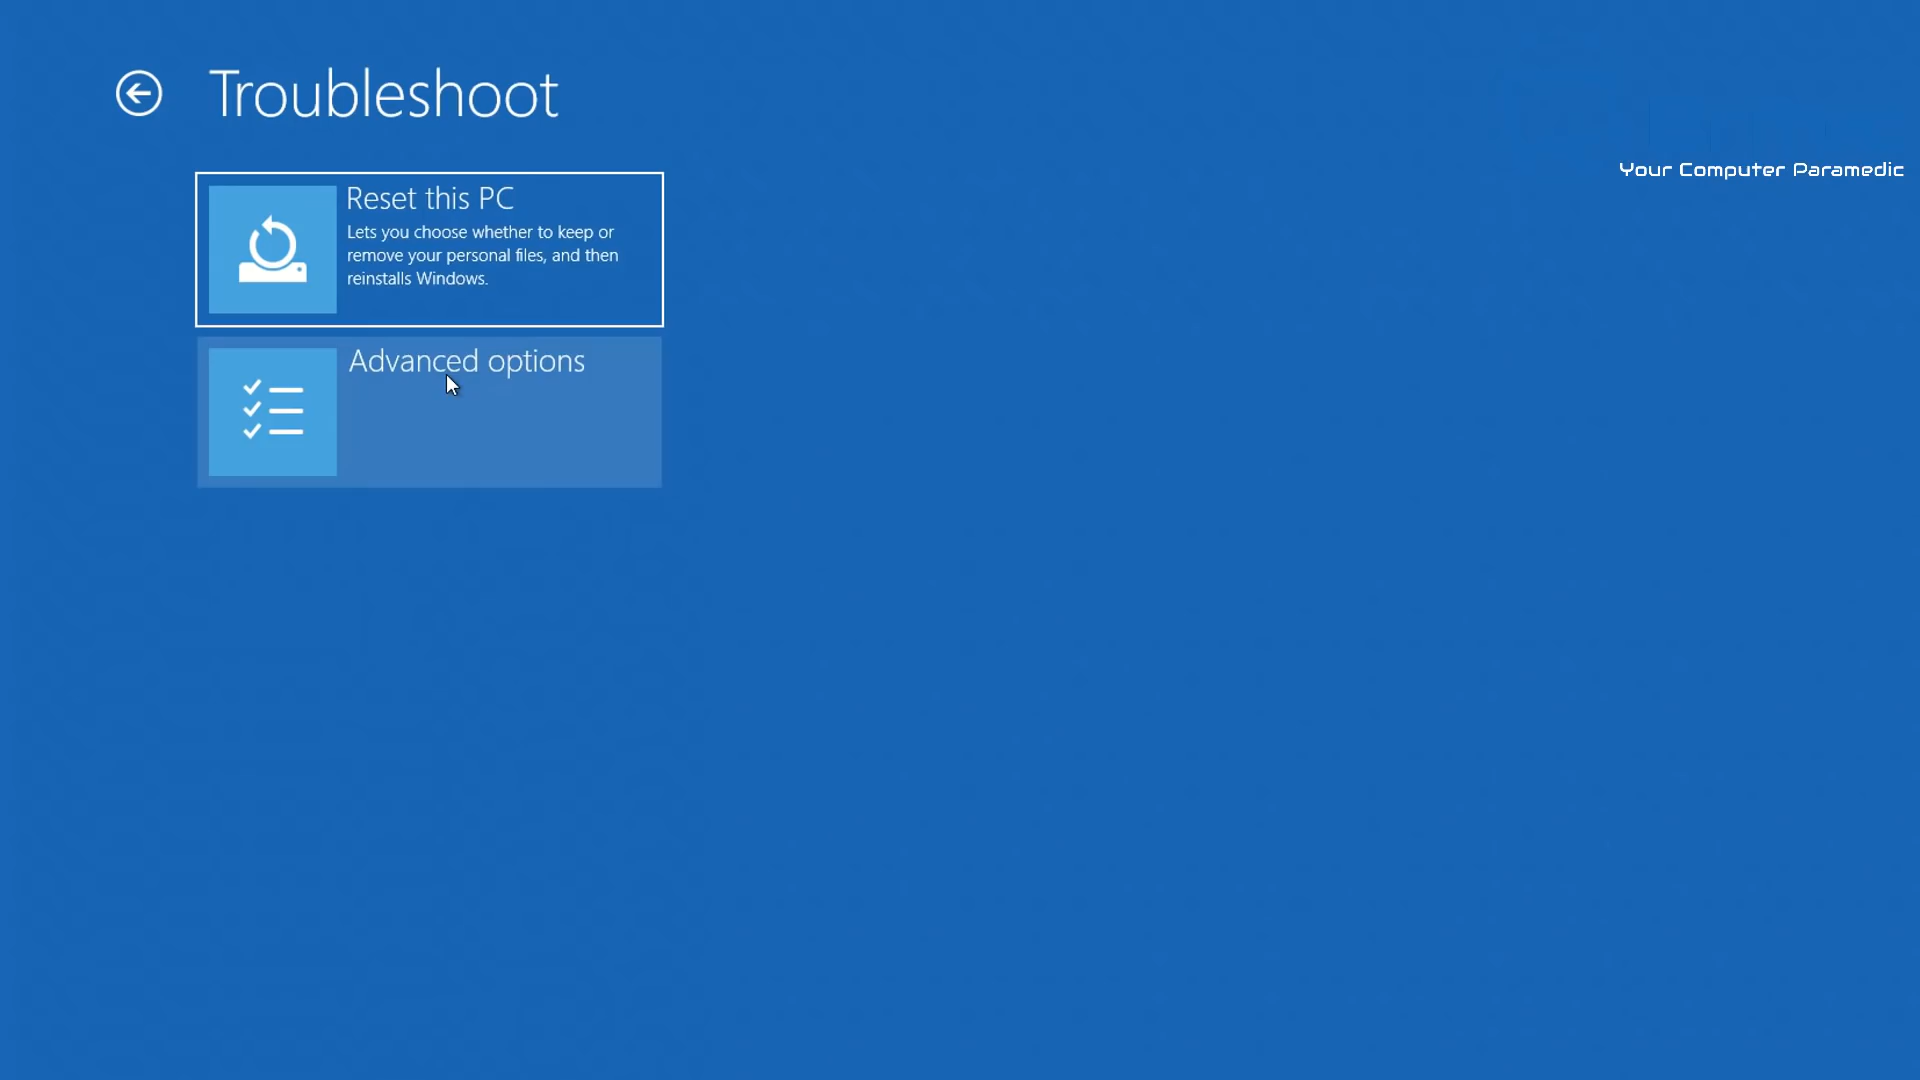 Troubleshoot
Your Computer Paramedic
Reset this PC
Lets you choose whether to keep or
remove your personal files, and then
reinstalls Windows.
Advanced options